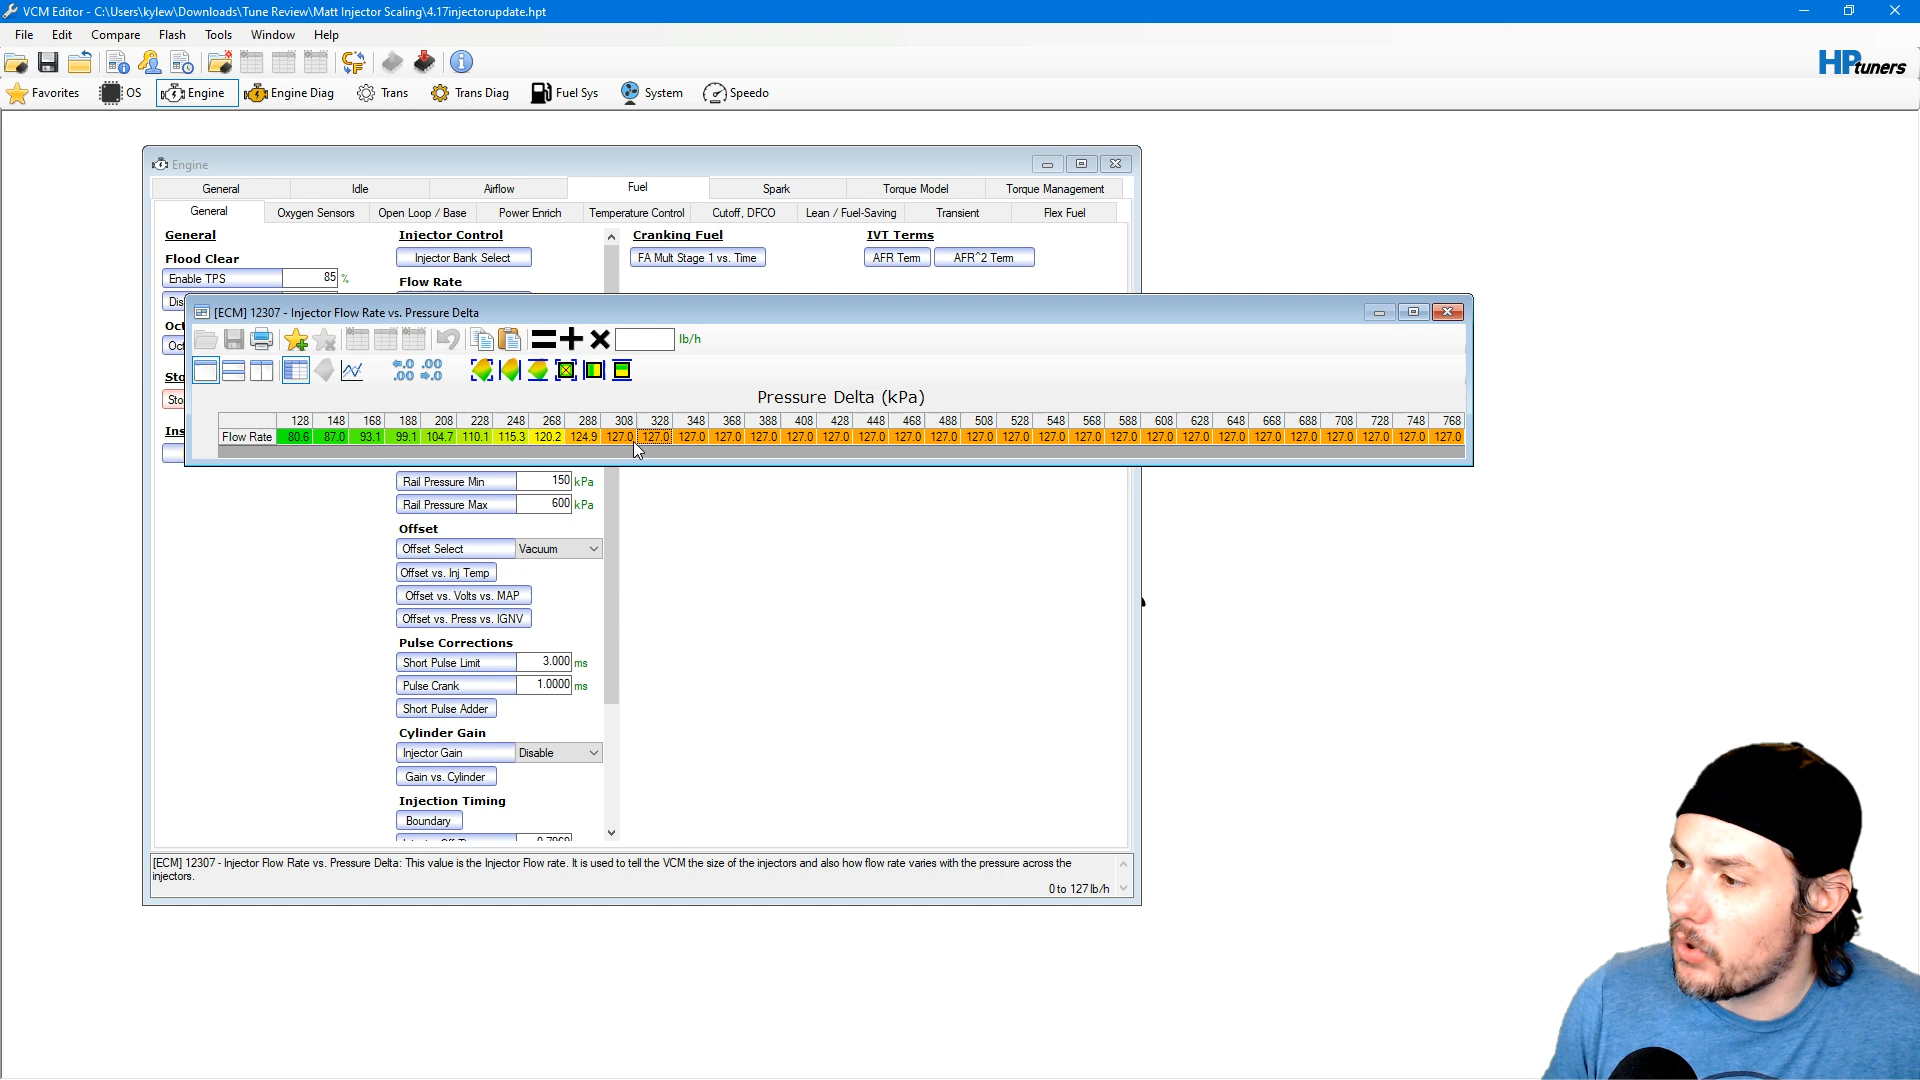 VCM Editor - C:\Users\kylew\Downloads\Tune Review\Matt Injector Scaling\4.17injectorupdate.hpt
File Edit Compare Flash Tools Window Help
HPtuners
Favorites OS Engine Engine Diag Trans Trans Diag Fuel Sys System Speedo
Engine
General Idle Airflow Fuel Spark Torque Model Torque Management
General Oxygen Sensors Open Loop / Base Power Enrich Temperature Control Cutoff, DFCO Lean / Fuel-Saving Transient Flex Fuel
General Injector Control Cranking Fuel IVT Terms
Flood Clear Injector Bank Select FA Mult Stage 1 vs. Time AFR Term AFR^2 Term
Enable TPS 85 % Flow Rate
Dis
[ECM] 12307 - Injector Flow Rate vs. Pressure Delta
Oct
lb/h
Oct
Sto
Sto
Pressure Delta (kPa)
128 148 168 188 208 228 248 268 288 308 328 348 368 388 408 428 448 468 488 508 528 548 568 588 608 628 648 668 688 708 728 748 768
Ins
Flow Rate 80.6 87.0 93.1 99.1 104.7 110.1 115.3 120.2 124.9 127.0 127.0 127.0 127.0 127.0 127.0 127.0 127.0 127.0 127.0 127.0 127.0 127.0 127.0 127.0 127.0 127.0 127.0 127.0 127.0 127.0 127.0 127.0 127.0
Rail Pressure Min 150 kPa
Rail Pressure Max 600 kPa
Offset
Offset Select Vacuum
Offset vs. Inj Temp
Offset vs. Volts vs. MAP
Offset vs. Press vs. IGNV
Pulse Corrections
Short Pulse Limit 3.000 ms
Pulse Crank 1.0000 ms
Short Pulse Adder
Cylinder Gain
Injector Gain Disable
Gain vs. Cylinder
Injection Timing
Boundary
[ECM] 12307 - Injector Flow Rate vs. Pressure Delta: This value is the Injector Flow rate. It is used to tell the VCM the size of the injectors and also how flow rate varies with the pressure across the
injectors.
0 to 127 lb/h